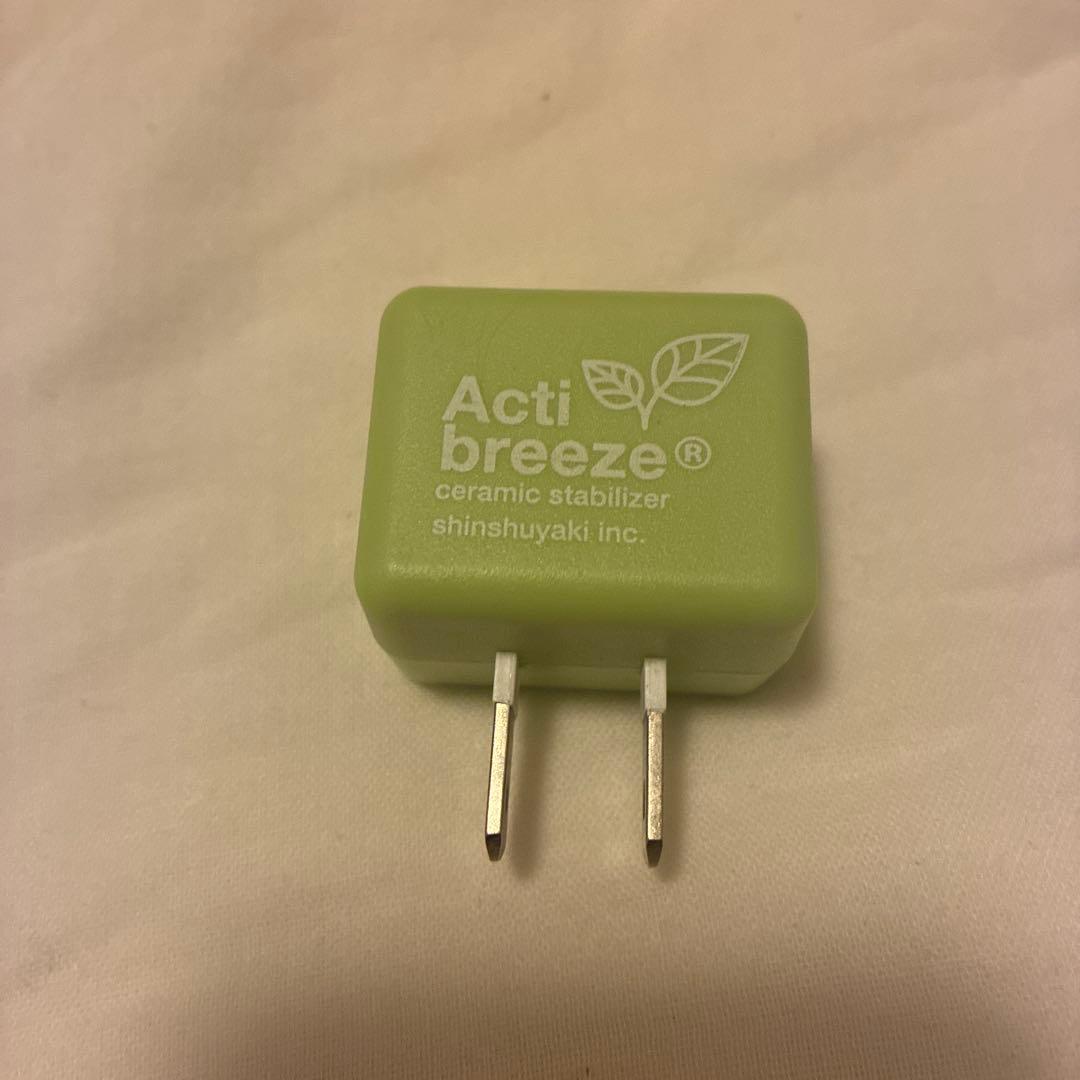 Acti
breeze®
ceramic stabilizer
shinshuyaki inc.